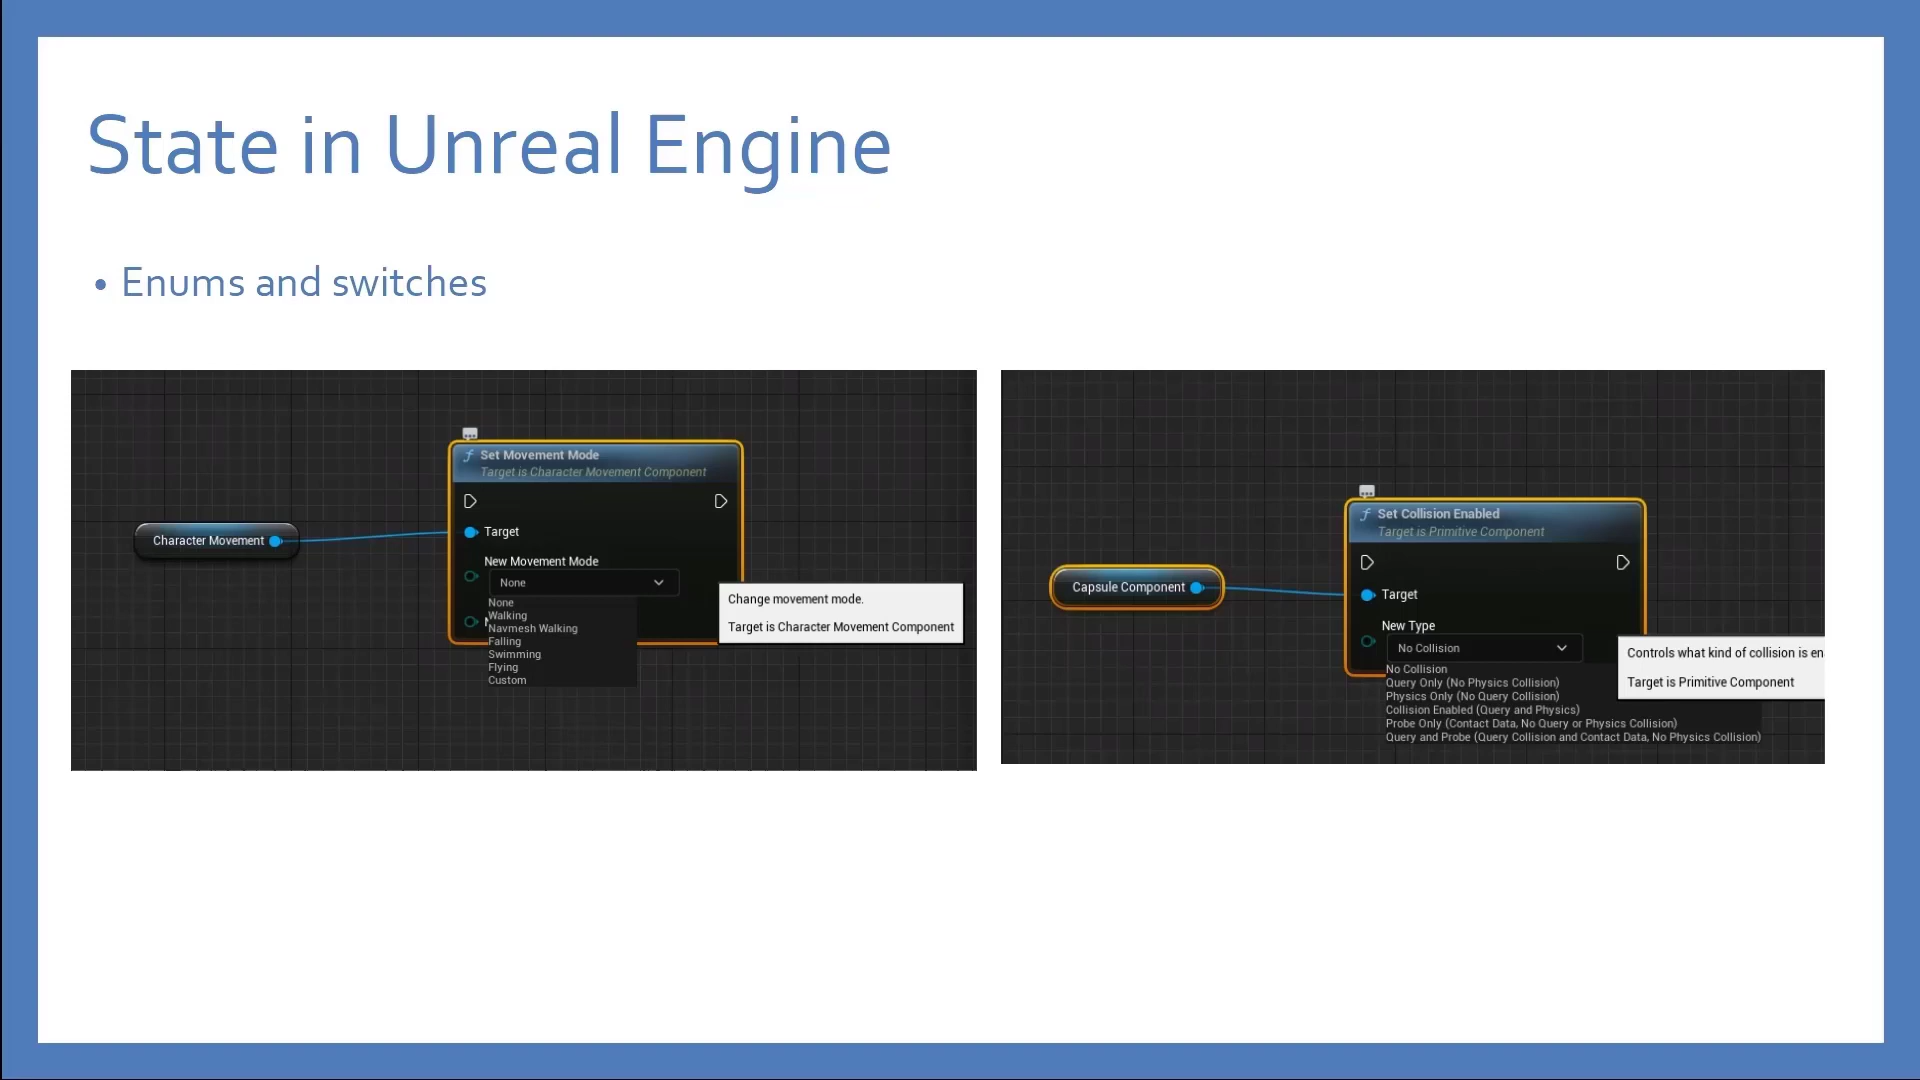 State in Unreal Engine
• Enums and switches
Set Movement Mode
Target is Character Movement Component
Character Movement
Target
New Movement Mode
None
None
Walking
Navmesh Walking
Falling
Swimming
Flying
Custom
Change movement mode.
Target is Character Movement Component
Set Collision Enabled
Target is Primitive Component
Capsule Component
Target
New Type
No Collision
No Collision
Query Only (No Physics Collision)
Physics Only (No Query Collision)
Collision Enabled (Query and Physics)
Probe Only (Contact Data, No Query or Physics Collision)
Query and Probe (Query Collision and Contact Data, No Physics Collision)
Controls what kind of collision is en
Target is Primitive Component